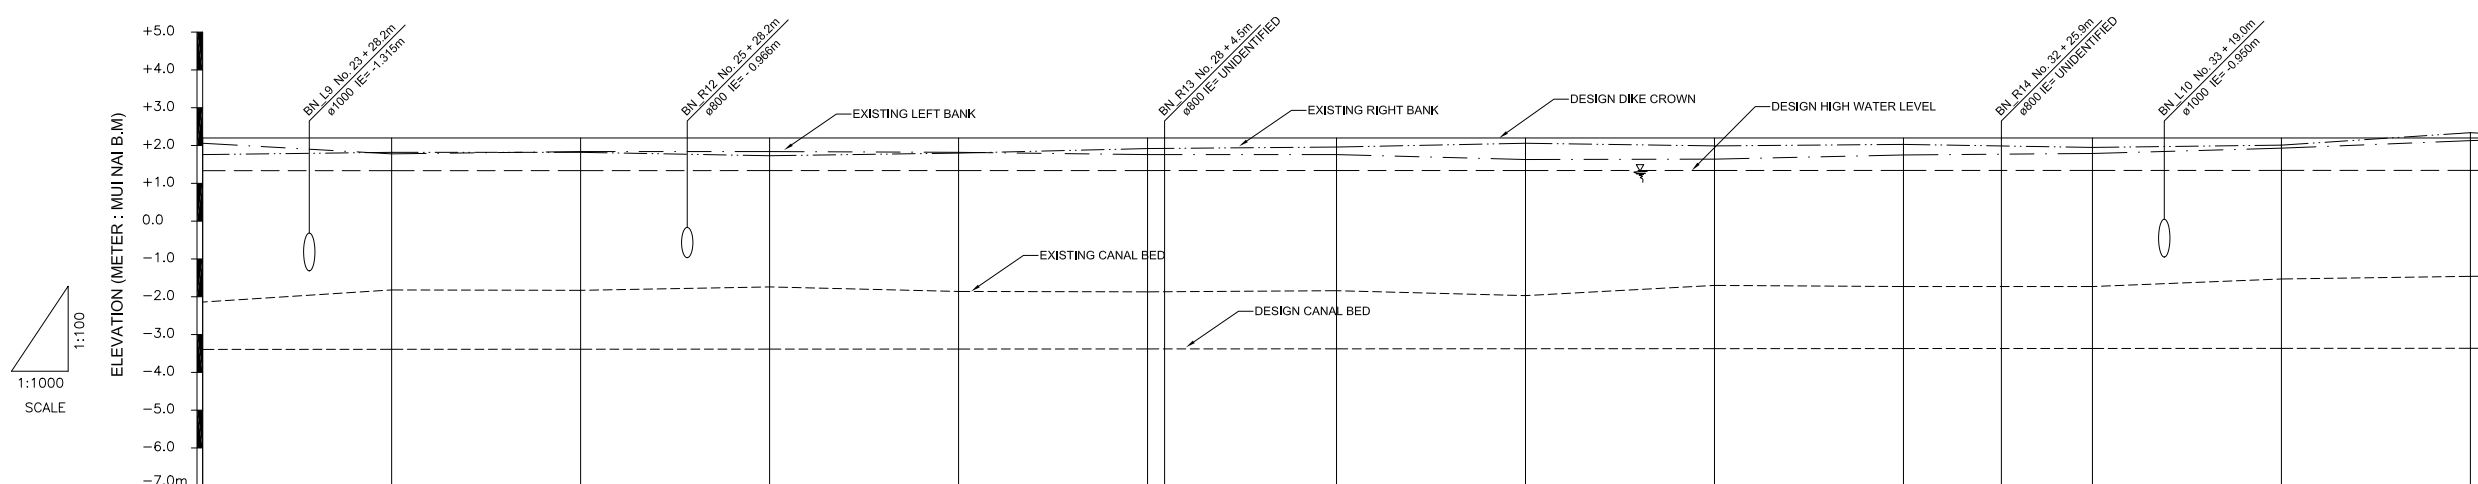 +5.0
+4.0
+3.0
+2.0
+1.0
0.0
−1.0
−2.0
−3.0
−4.0
−5.0
−6.0
−7.0m
ELEVATION (METER : MUI NAI B.M)
1:100
1:1000
SCALE
BN_L9 No. 23 + 28.2m
ø1000 IE= -1.315m
BN_R12 No. 25 + 28.2m
ø800 IE= - 0.966m
BN_R13 No. 28 + 4.5m
ø800 IE= UNIDENTIFIED
BN_R14 No. 32 + 25.9m
ø800 IE= UNIDENTIFIED
BN_L10 No. 33 + 19.0m
ø1000 IE= -0.950m
EXISTING LEFT BANK
EXISTING RIGHT BANK
DESIGN DIKE CROWN
DESIGN HIGH WATER LEVEL
EXISTING CANAL BED
DESIGN CANAL BED